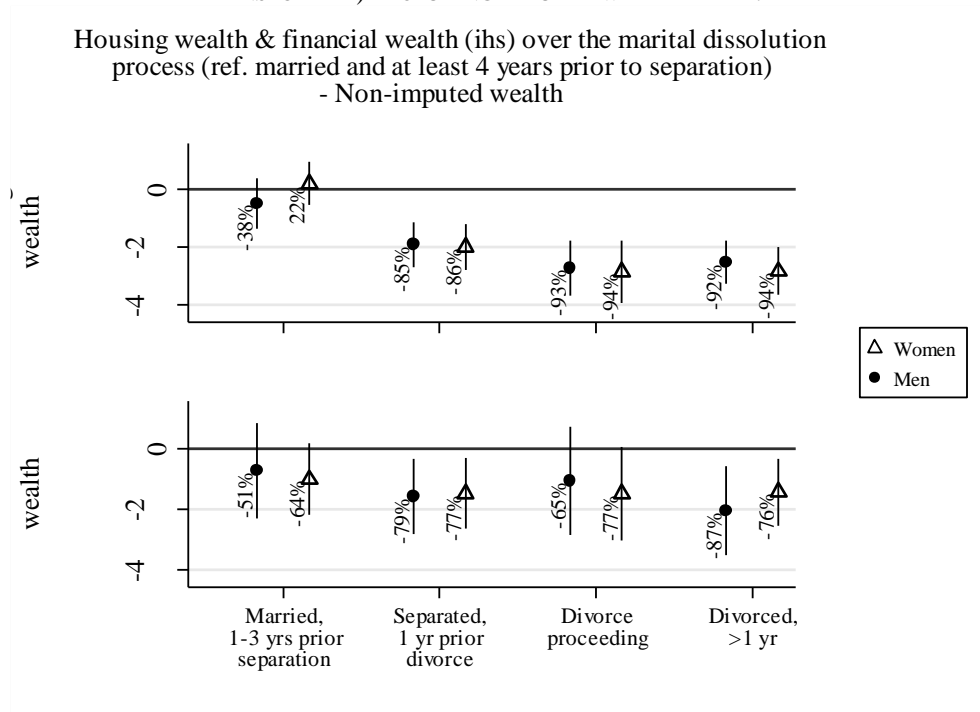 Housing wealth & financial wealth (ihs) over the marital dissolution
process (ref. married and at least 4 years prior to separation)
- Non-imputed wealth
wealth
0
-2
-4
-38%
22%
-85%
-86%
-93%
-94%
-92%
-94%
Women
Men
wealth
0
-2
-4
-51%
-64%
-79%
-77%
-65%
-77%
-87%
-76%
Married,
1-3 yrs prior
separation
Separated,
1 yr prior
divorce
Divorce
proceeding
Divorced,
>1 yr